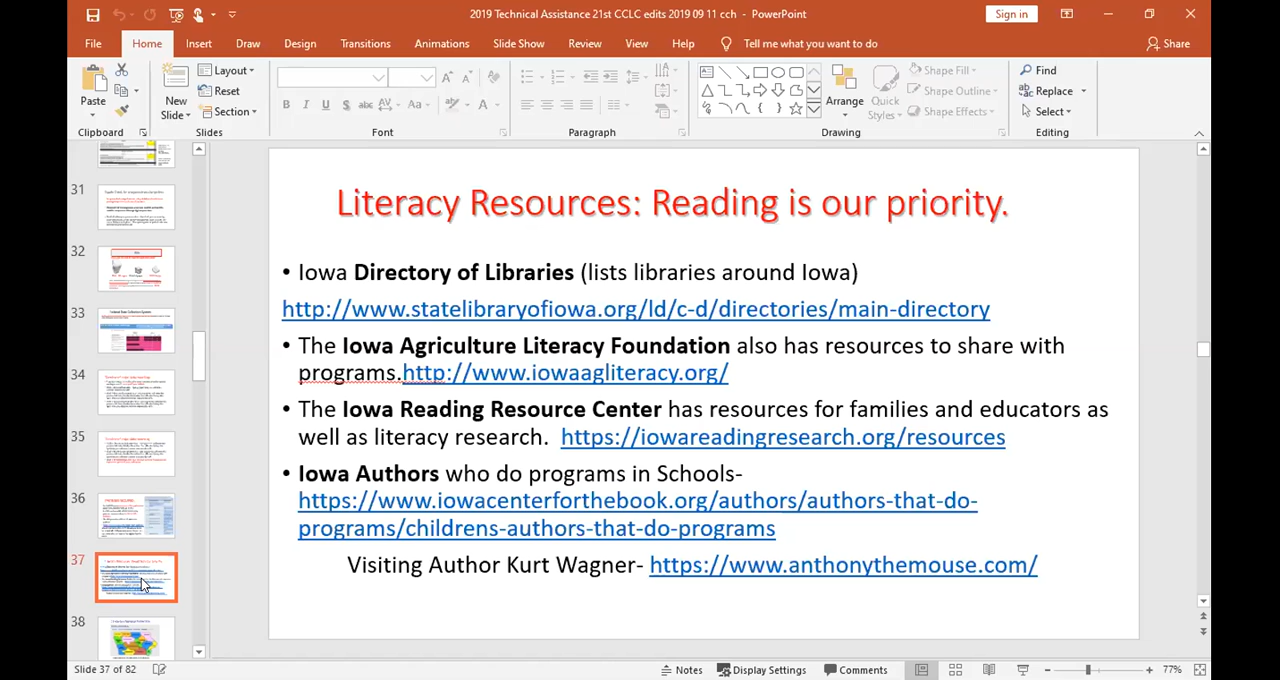 2019 Technical Assistance 21st CCLC edits 2019 09 11 cch - PowerPoint
Sign in
File Home Insert Draw Design Transitions Animations Slide Show Review View Help Tell me what you want to do Share
Paste
New Slide
Layout
Reset
Section
Arrange
Quick Styles
Shape Fill
Shape Outline
Shape Effects
Find
Replace
Select
Clipboard Slides Font Paragraph Drawing Editing
31
32
33
34
35
36
37
38
Literacy Resources: Reading is our priority.
• Iowa Directory of Libraries (lists libraries around Iowa)
http://www.statelibraryofiowa.org/ld/c-d/directories/main-directory
• The Iowa Agriculture Literacy Foundation also has resources to share with
programs.http://www.iowaagliteracy.org/
• The Iowa Reading Resource Center has resources for families and educators as
well as literacy research. https://iowareadingresearch.org/resources
• Iowa Authors who do programs in Schools-
https://www.iowacenterforthebook.org/authors/authors-that-do-
programs/childrens-authors-that-do-programs
Visiting Author Kurt Wagner- https://www.anthonythemouse.com/
Slide 37 of 82 Notes Display Settings Comments 77%